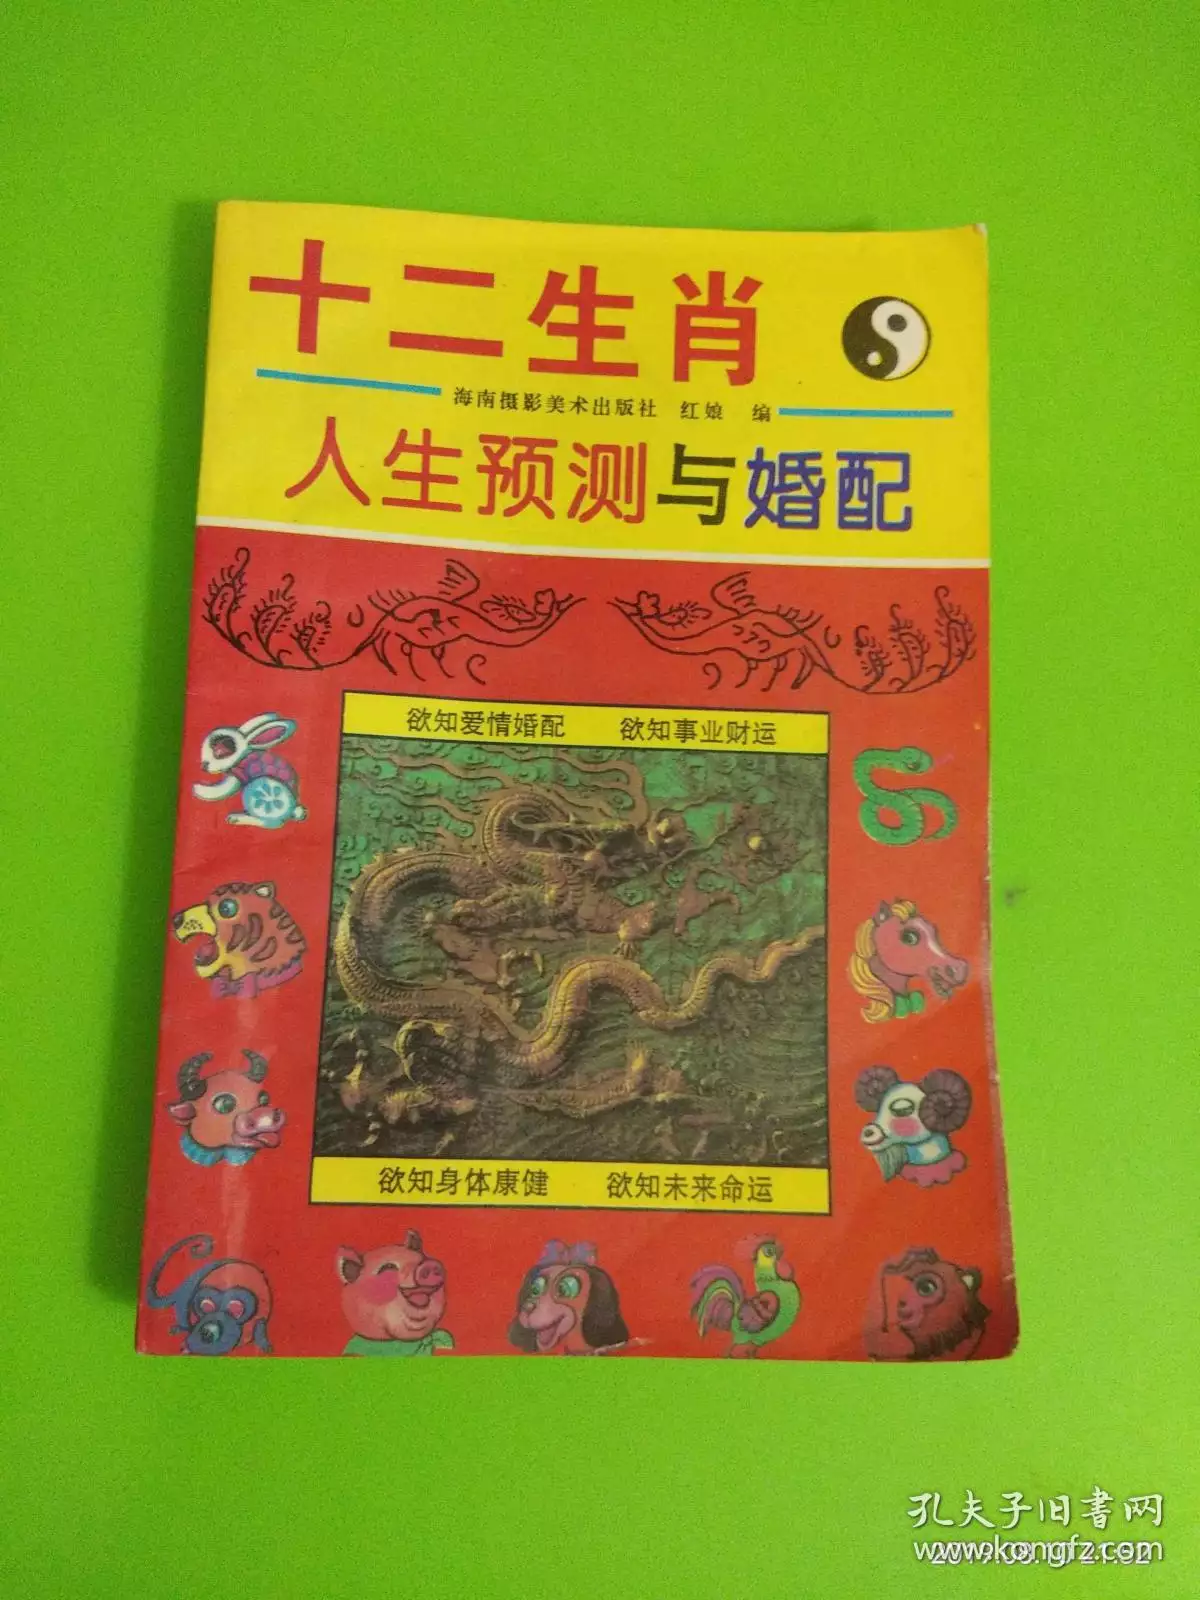 十二生肖
海南摄影美术出版社 红娘 编
人生预测与婚配
欲知爱情婚配 欲知事业财运
欲知身体康健 欲知未来命运
孔夫子旧书网
www.kongfz.com